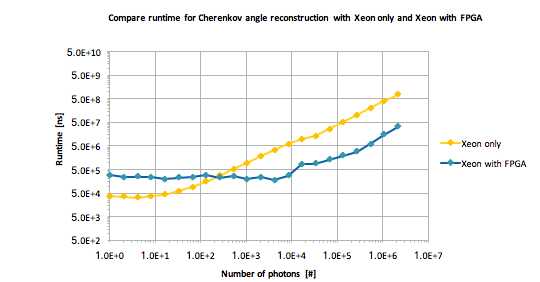 Compare runtime for Cherenkov angle reconstruction with Xeon only and Xeon with FPGA
5.0E+10
5.0E+9
5.0E+8
5.0E+7
5.0E+6
5.0E+5
5.0E+4
5.0E+3
5.0E+2
Runtime [ns]
1.0E+0 1.0E+1 1.0E+2 1.0E+3 1.0E+4 1.0E+5 1.0E+6 1.0E+7
Number of photons [#]
Xeon only
Xeon with FPGA